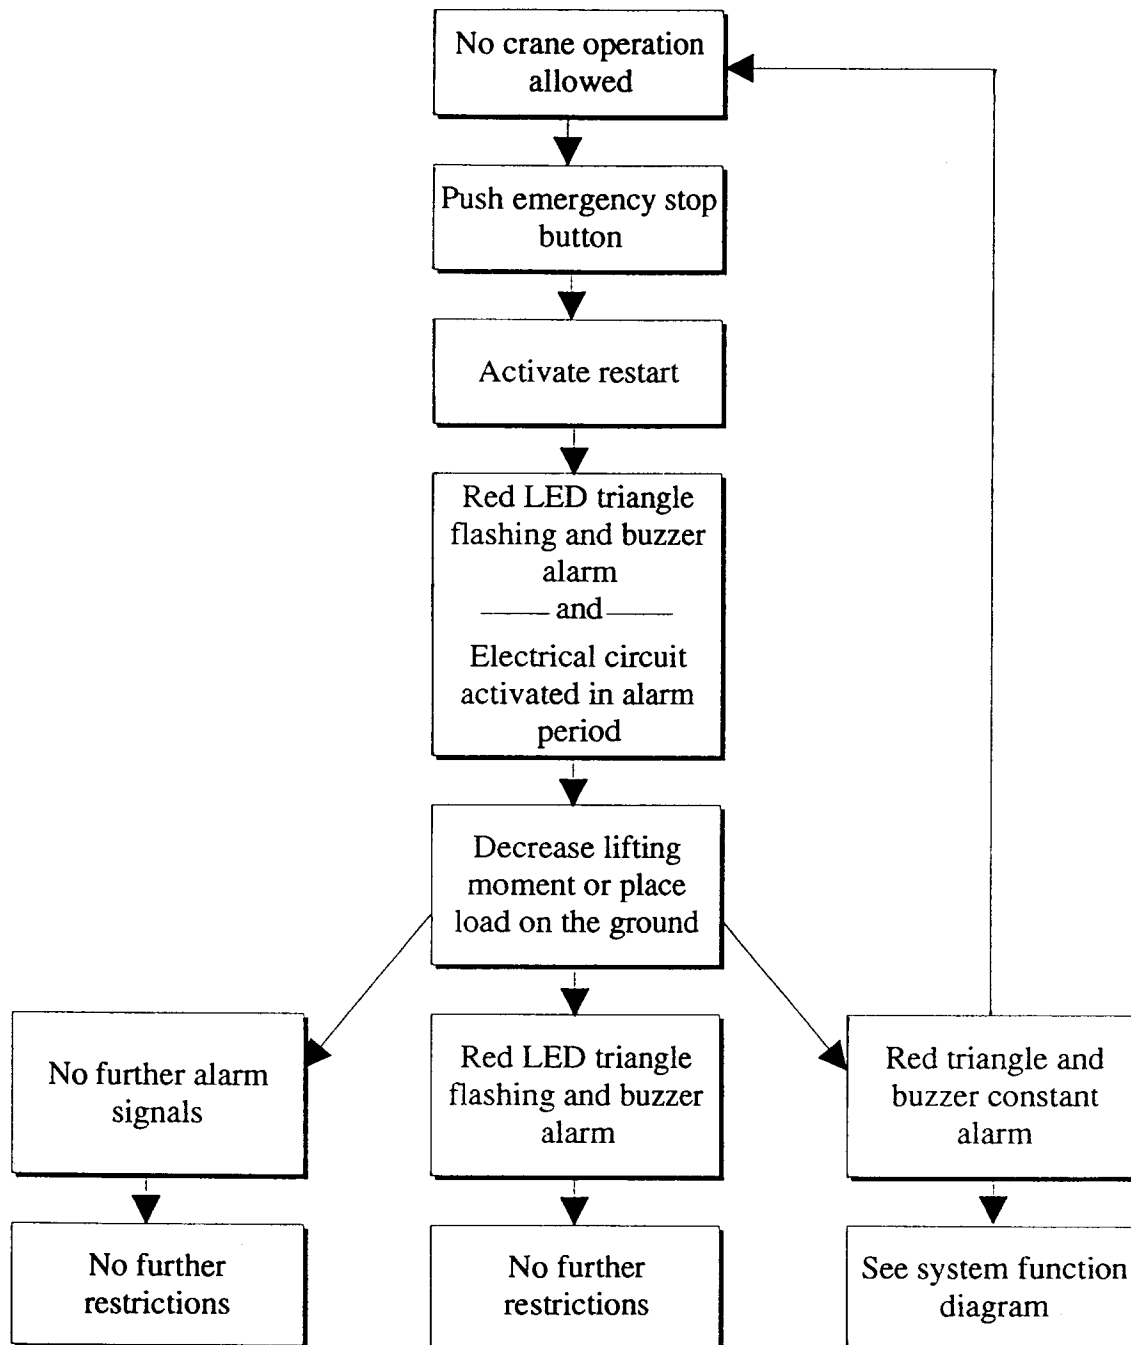 No crane operation
allowed
Push emergency stop
button
Activate restart
Red LED triangle
flashing and buzzer
alarm
and
Electrical circuit
activated in alarm
period
Decrease lifting
moment or place
load on the ground
No further alarm
signals
Red LED triangle
flashing and buzzer
alarm
Red triangle and
buzzer constant
alarm
No further
restrictions
No further
restrictions
See system function
diagram